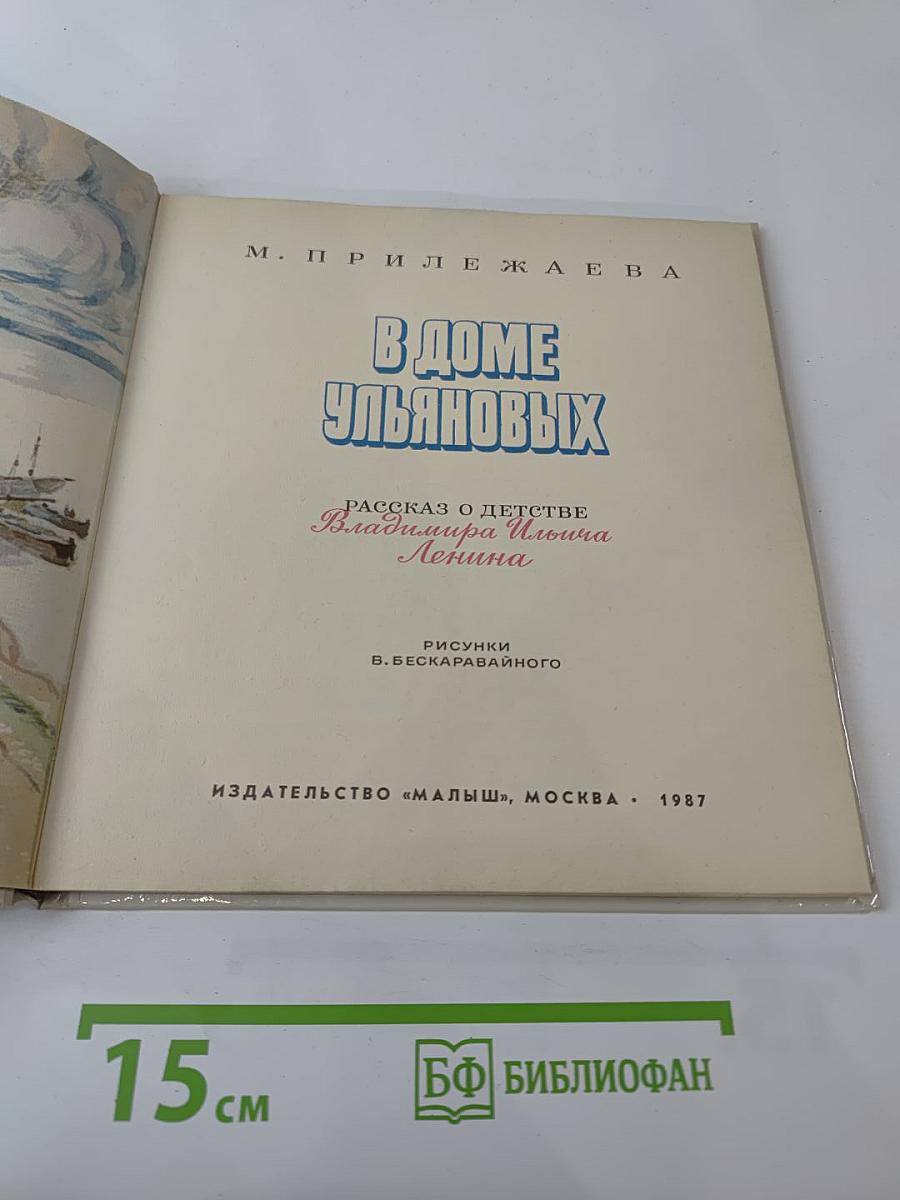 М. ПРИЛЕЖАЕВА
В ДОМЕ
УЛЬЯНОВЫХ
РАССКАЗ О ДЕТСТВЕ
Владимира Ильича
Ленина
РИСУНКИ
В. БЕСКАРАВАЙНОГО
ИЗДАТЕЛЬСТВО «МАЛЫШ», МОСКВА • 1987
15 см
БФ БИБЛИОФАН